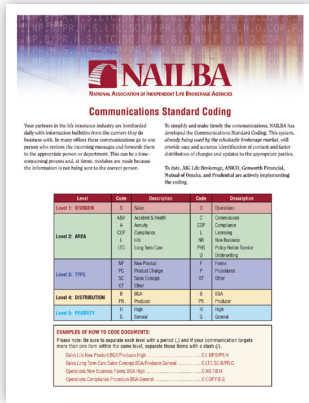 NAILBA
NATIONAL ASSOCIATION OF INDEPENDENT LIFE BROKERAGE AGENCIES
Communications Standard Coding
Your partners in the life insurance industry are bombarded
daily with information bulletins from the carriers they do
business with. In many offices these communications go to one
person who reviews the incoming messages and forwards them
to the appropriate person or department. This can be a time-
consuming process and, at times, mistakes are made because
the information is not being sent to the correct person.
To simplify and make timely the communications, NAILBA has
developed the Communications Standard Coding. This system,
already being used by the wholesale brokerage market, will
provide easy and accurate identification of content and faster
distribution of changes and updates to the appropriate parties.
To date, AIG Life Brokerage, ANICO, Genworth Financial,
Mutual of Omaha, and Prudential are actively implementing
the coding.
Level Code Description Code Description
Level 1: DIVISION S Sales O Operations
Level 2: AREA A&H Accident & Health C Commissions
A Annuity COP Compliance
COP Compliance L Licensing
L Life NB New Business
LTC Long Term Care PHS Policy Holder Service
U Underwriting
Level 3: TYPE NP New Product F Forms
PC Product Change P Procedures
SC Sales Concept OT Other
OT Other
Level 4: DISTRIBUTION B BGA B BGA
PR Producer PR Producer
Level 5: PRIORITY H High H High
G General G General
EXAMPLES OF HOW TO CODE DOCUMENTS:
Please note: Be sure to separate each level with a period (.) and if your communication targets
more than one item within the same level, separate those items with a slash (/).
Sales Life New Product BGA/Producer High S.L.NP.B/PR.H
Sales Long Term Care Sales Concept BGA/Producer General S.LTC.SC.B/PR.G
Operations New Business Forms BGA High O.NB.F.B.H
Operations Compliance Procedure BGA General O.COP.P.B.G